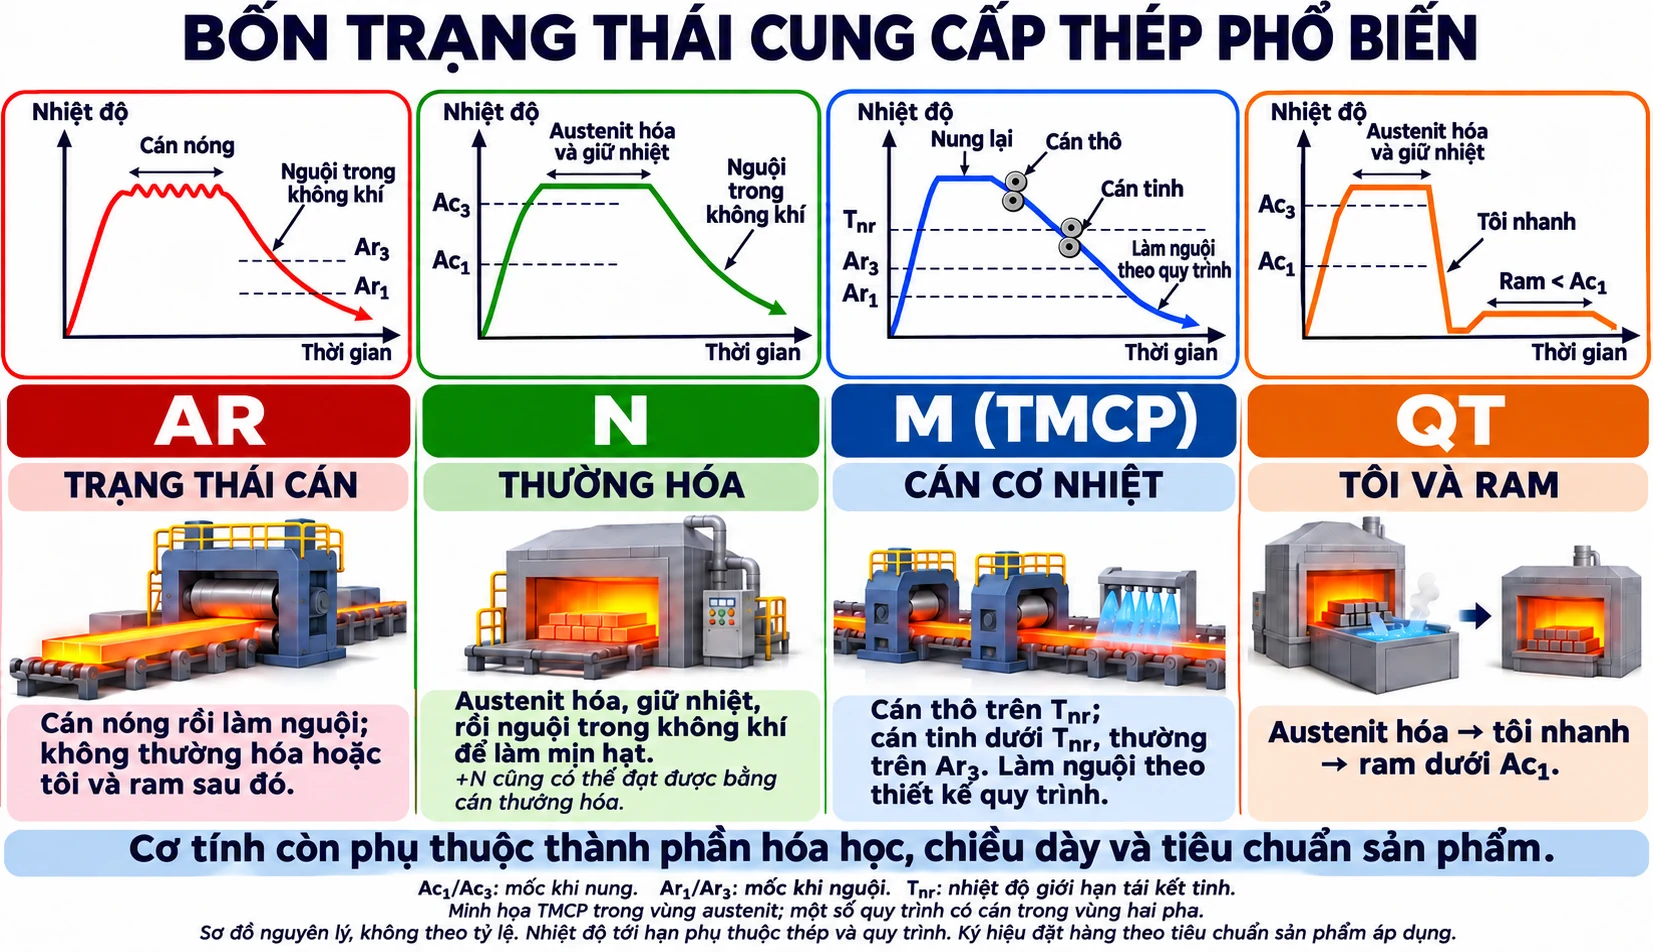 BỐN TRẠNG THÁI CUNG CẤP THÉP PHỔ BIẾN
Nhiệt độ
Cán nóng
Nguội trong
không khí
Ar3
Ar1
Thời gian
Nhiệt độ
Austenit hóa
và giữ nhiệt
Nguội
trong
không khí
Ac3
Ac1
Thời gian
Nhiệt độ
Nung lại
Cán thô
Cán tinh
Tnr
Làm nguội
theo quy trình
Ar3
Ar1
Thời gian
Nhiệt độ
Austenit hóa
và giữ nhiệt
Ac3
Tôi nhanh
Ac1
Ram < Ac1
Thời gian
AR
TRẠNG THÁI CÁN
Cán nóng rồi làm nguội;
không thường hóa hoặc
tôi và ram sau đó.
N
THƯỜNG HÓA
Austenit hóa, giữ nhiệt,
rồi nguội trong không khí
để làm mịn hạt.
+N cũng có thể đạt được bằng
cán thướng hóa.
M (TMCP)
CÁN CƠ NHIỆT
Cán thô trên Tnr;
cán tinh dưới Tnr, thường
trên Ar3. Làm nguội theo
thiết kế quy trình.
QT
TÔI VÀ RAM
Austenit hóa → tôi nhanh
→ ram dưới Ac1.
Cơ tính còn phụ thuộc thành phần hóa học, chiều dày và tiêu chuẩn sản phẩm.
Ac1/Ac3: mốc khi nung. Ar1/Ar3: mốc khi nguội. Tnr: nhiệt độ giới hạn tái kết tinh.
Minh họa TMCP trong vùng austenit; một số quy trình có cán trong vùng hai pha.
Sơ đồ nguyên lý, không theo tỷ lệ. Nhiệt độ tới hạn phụ thuộc thép và quy trình. Ký hiệu đặt hàng theo tiêu chuẩn sản phẩm áp dụng.